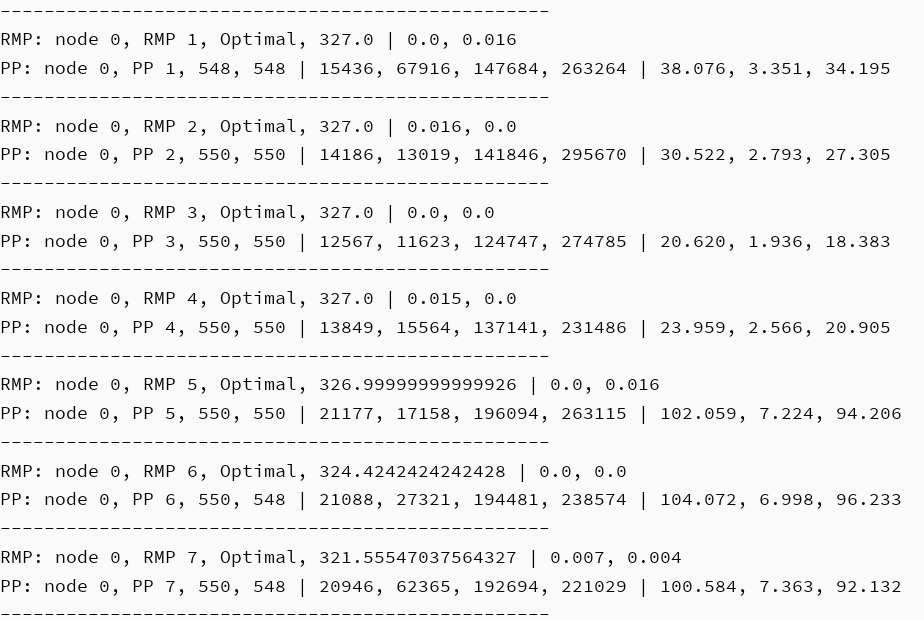 --------------------------------------------------
RMP: node 0, RMP 1, Optimal, 327.0 | 0.0, 0.016
PP: node 0, PP 1, 548, 548 | 15436, 67916, 147684, 263264 | 38.076, 3.351, 34.195
--------------------------------------------------
RMP: node 0, RMP 2, Optimal, 327.0 | 0.016, 0.0
PP: node 0, PP 2, 550, 550 | 14186, 13019, 141846, 295670 | 30.522, 2.793, 27.305
--------------------------------------------------
RMP: node 0, RMP 3, Optimal, 327.0 | 0.0, 0.0
PP: node 0, PP 3, 550, 550 | 12567, 11623, 124747, 274785 | 20.620, 1.936, 18.383
--------------------------------------------------
RMP: node 0, RMP 4, Optimal, 327.0 | 0.015, 0.0
PP: node 0, PP 4, 550, 550 | 13849, 15564, 137141, 231486 | 23.959, 2.566, 20.905
--------------------------------------------------
RMP: node 0, RMP 5, Optimal, 326.99999999999926 | 0.0, 0.016
PP: node 0, PP 5, 550, 550 | 21177, 17158, 196094, 263115 | 102.059, 7.224, 94.206
--------------------------------------------------
RMP: node 0, RMP 6, Optimal, 324.4242424242428 | 0.0, 0.0
PP: node 0, PP 6, 550, 548 | 21088, 27321, 194481, 238574 | 104.072, 6.998, 96.233
--------------------------------------------------
RMP: node 0, RMP 7, Optimal, 321.55547037564327 | 0.007, 0.004
PP: node 0, PP 7, 550, 548 | 20946, 62365, 192694, 221029 | 100.584, 7.363, 92.132
--------------------------------------------------